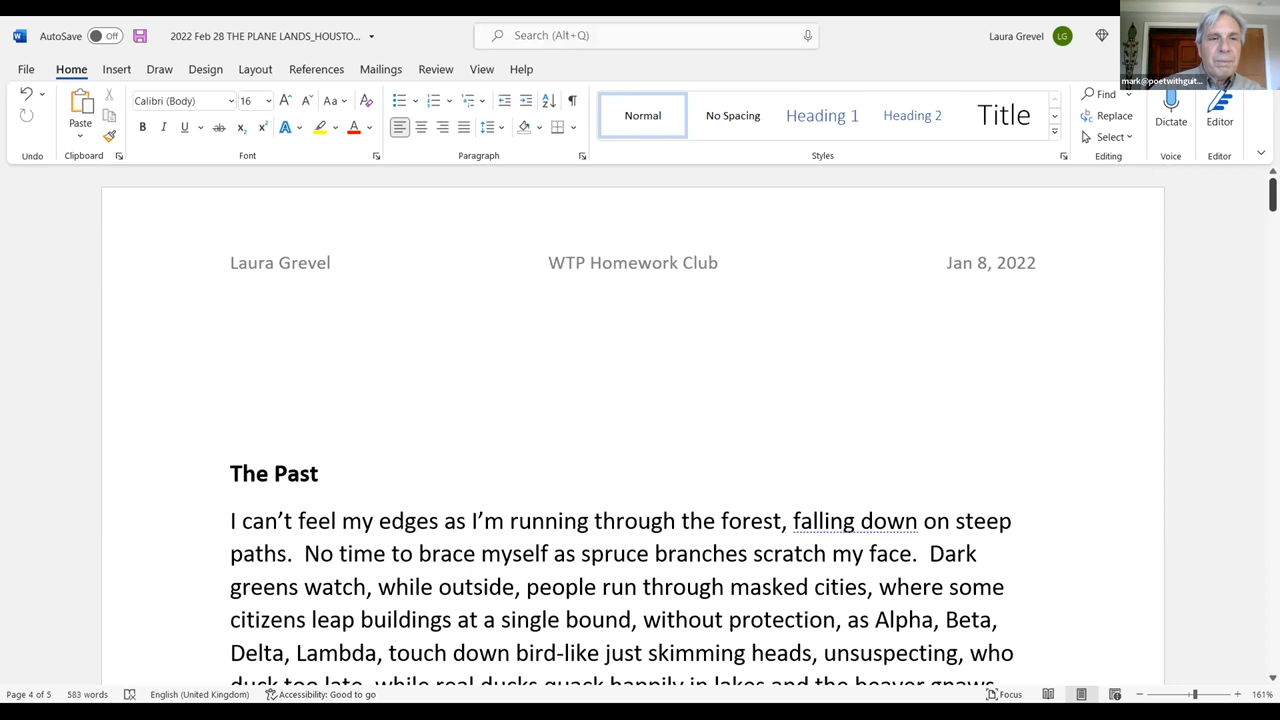 AutoSave Off 2022 Feb 28 THE PLANE LANDS_HOUSTO... Search (Alt+Q) Laura Grevel LG
mark@poetwithguit...
File Home Insert Draw Design Layout References Mailings Review View Help
Paste Calibri (Body) 16 Aa Normal No Spacing Heading 1 Heading 2 Title Find
Replace
Select
Dictate Editor
Undo Clipboard Font Paragraph Styles Editing Voice Editor
Laura Grevel WTP Homework Club Jan 8, 2022
The Past
I can’t feel my edges as I’m running through the forest, falling down on steep
paths.  No time to brace myself as spruce branches scratch my face.  Dark
greens watch, while outside, people run through masked cities, where some
citizens leap buildings at a single bound, without protection, as Alpha, Beta,
Delta, Lambda, touch down bird-like just skimming heads, unsuspecting, who
duck too late, while real ducks quack happily in lakes and the beaver gnaws
Page 4 of 5 583 words English (United Kingdom) Accessibility: Good to go Focus 161%